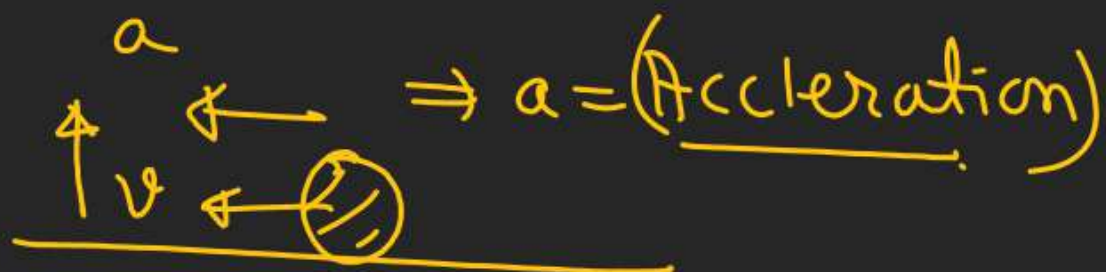 a ⇒ a = (Accleration)
v